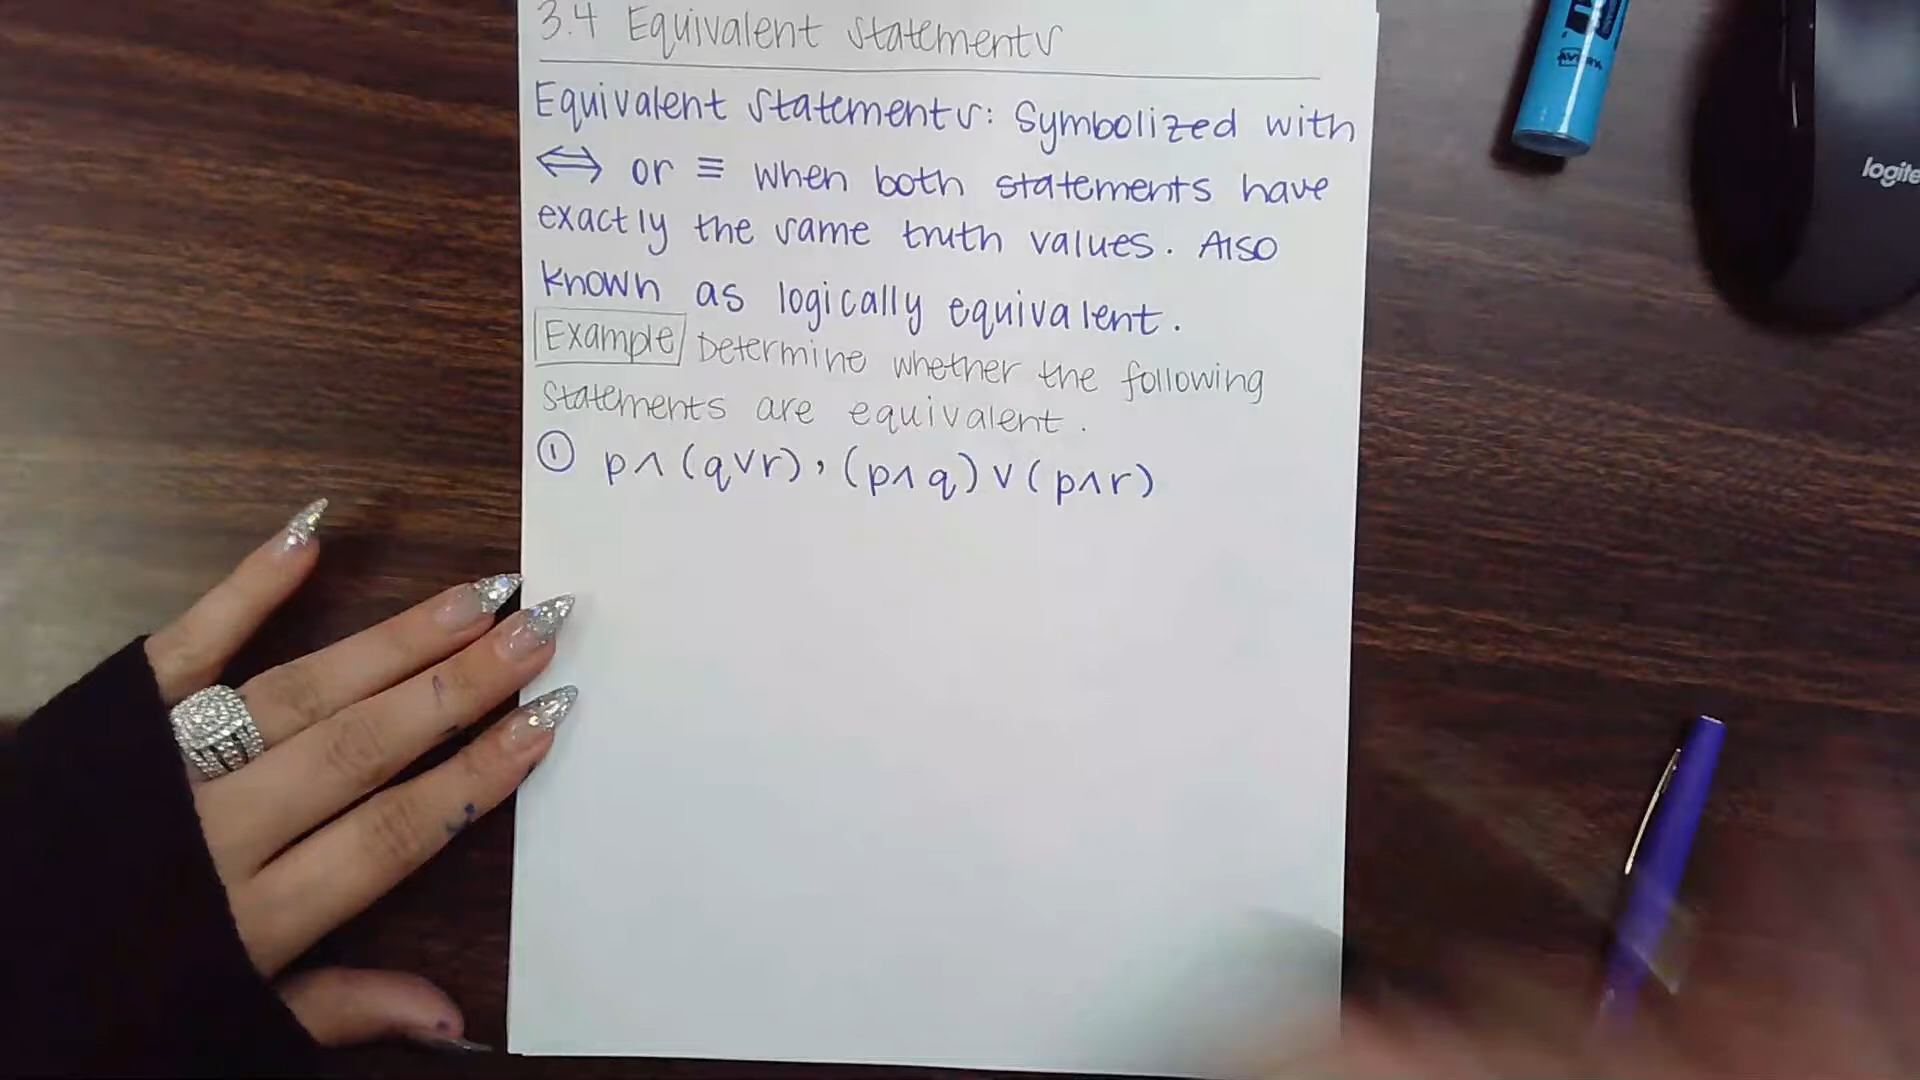 3.4 Equivalent statements
Equivalent statements: Symbolized with
⟺ or ≡ when both statements have
exactly the same truth values. Also
known as logically equivalent.
Example Determine whether the following
statements are equivalent.
① p∧(q∨r), (p∧q)∨(p∧r)
AVERY
logite